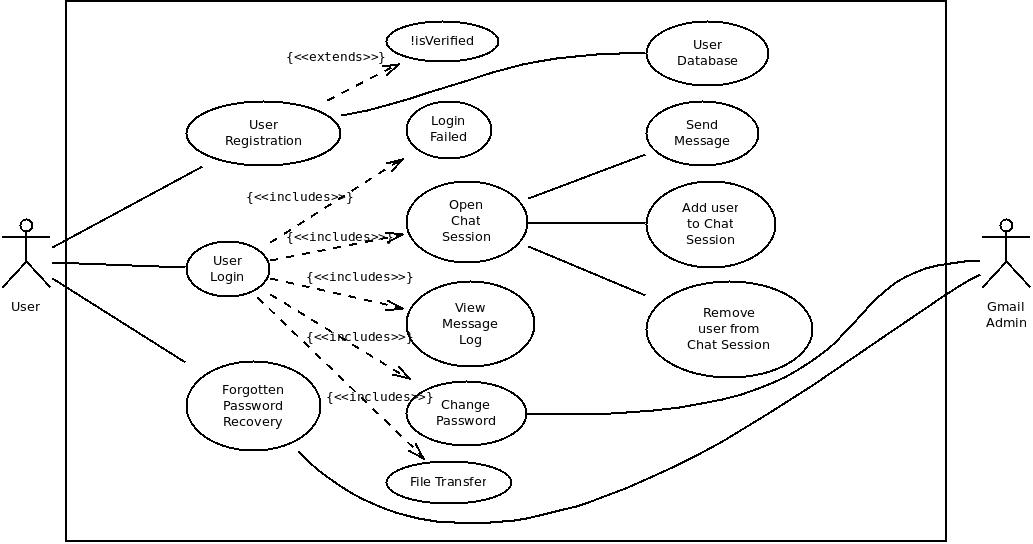 !isVerified
User
Database
{<<extends>>}
User
Registration
Login
Failed
Send
Message
{<<includes>>}
Open
Chat
Session
Add user
to Chat
Session
{<<includes>>}
User
Login
{<<includes>>}
User
Gmail
Admin
View
Message
Log
Remove
user from
Chat Session
{<<includes>>}
Forgotten
Password
Recovery
{<<includes>>}
Change
Password
File Transfer